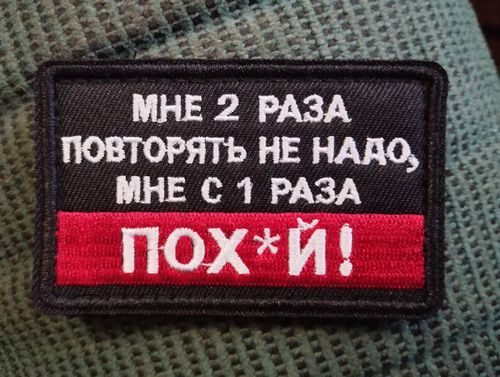 МНЕ 2 РАЗА
ПОВТОРЯТЬ НЕ НАДО,
МНЕ С 1 РАЗА
ПОХ*Й!